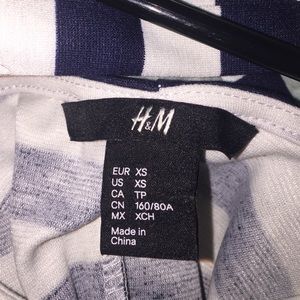 H&M
EUR XS
US XS
CA TP
CN 160/80A
MX XCH
Made in
China